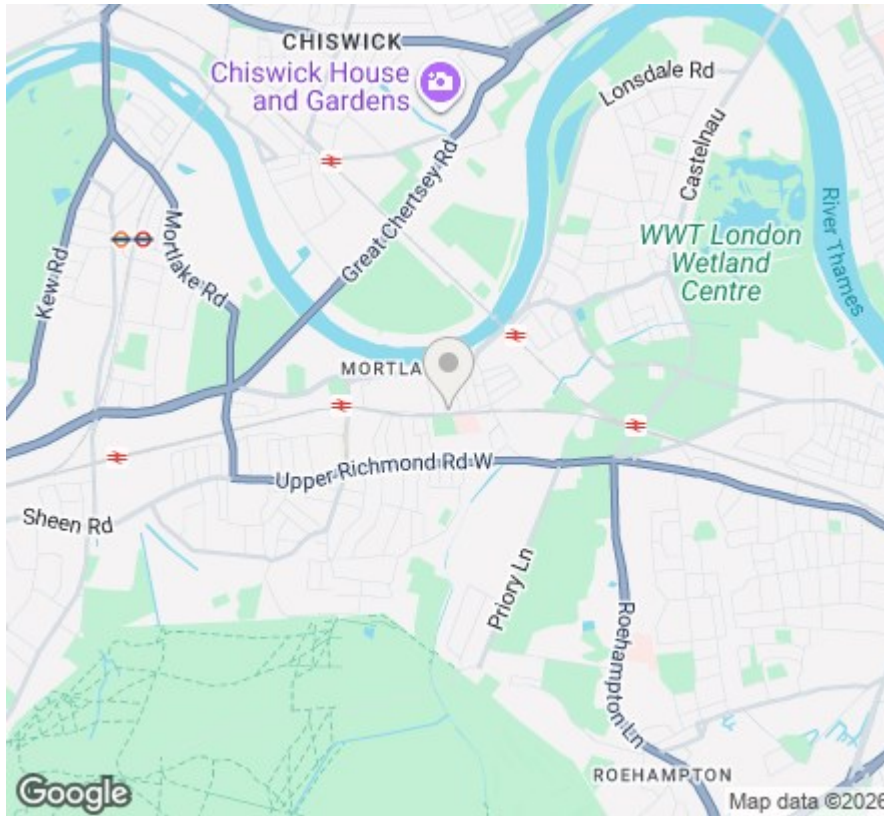 CHISWICK
Chiswick House
and Gardens
Lonsdale Rd
Castelnau
Great Chertsey Rd
Mortlake Rd
Kew Rd
WWT London
Wetland
Centre
River Thames
MORTLA
Upper Richmond Rd W
Sheen Rd
Priory Ln
Roehampton Ln
ROEHAMPTON
Google
Map data ©2026